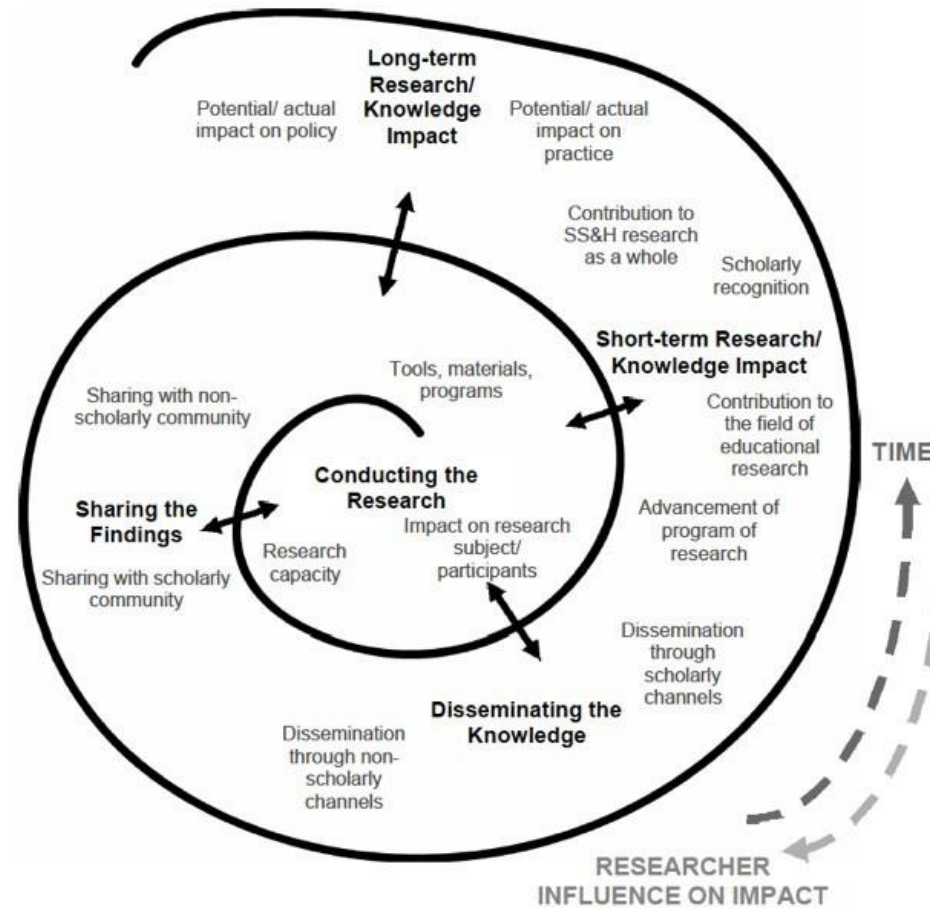 Long-term
Research/
Knowledge
Impact
Potential/ actual
impact on policy
Potential/ actual
impact on
practice
Contribution to
SS&H research
as a whole
Scholarly
recognition
Short-term Research/
Knowledge Impact
Tools, materials,
programs
Sharing with non-
scholarly community
Contribution to
the field of
educational
research
TIME
Conducting the
Research
Sharing the
Findings
Advancement of
program of
research
Impact on research
subject/
participants
Research
capacity
Sharing with scholarly
community
Dissemination
through
scholarly
channels
Disseminating the
Knowledge
Dissemination
through non-
scholarly
channels
RESEARCHER
INFLUENCE ON IMPACT